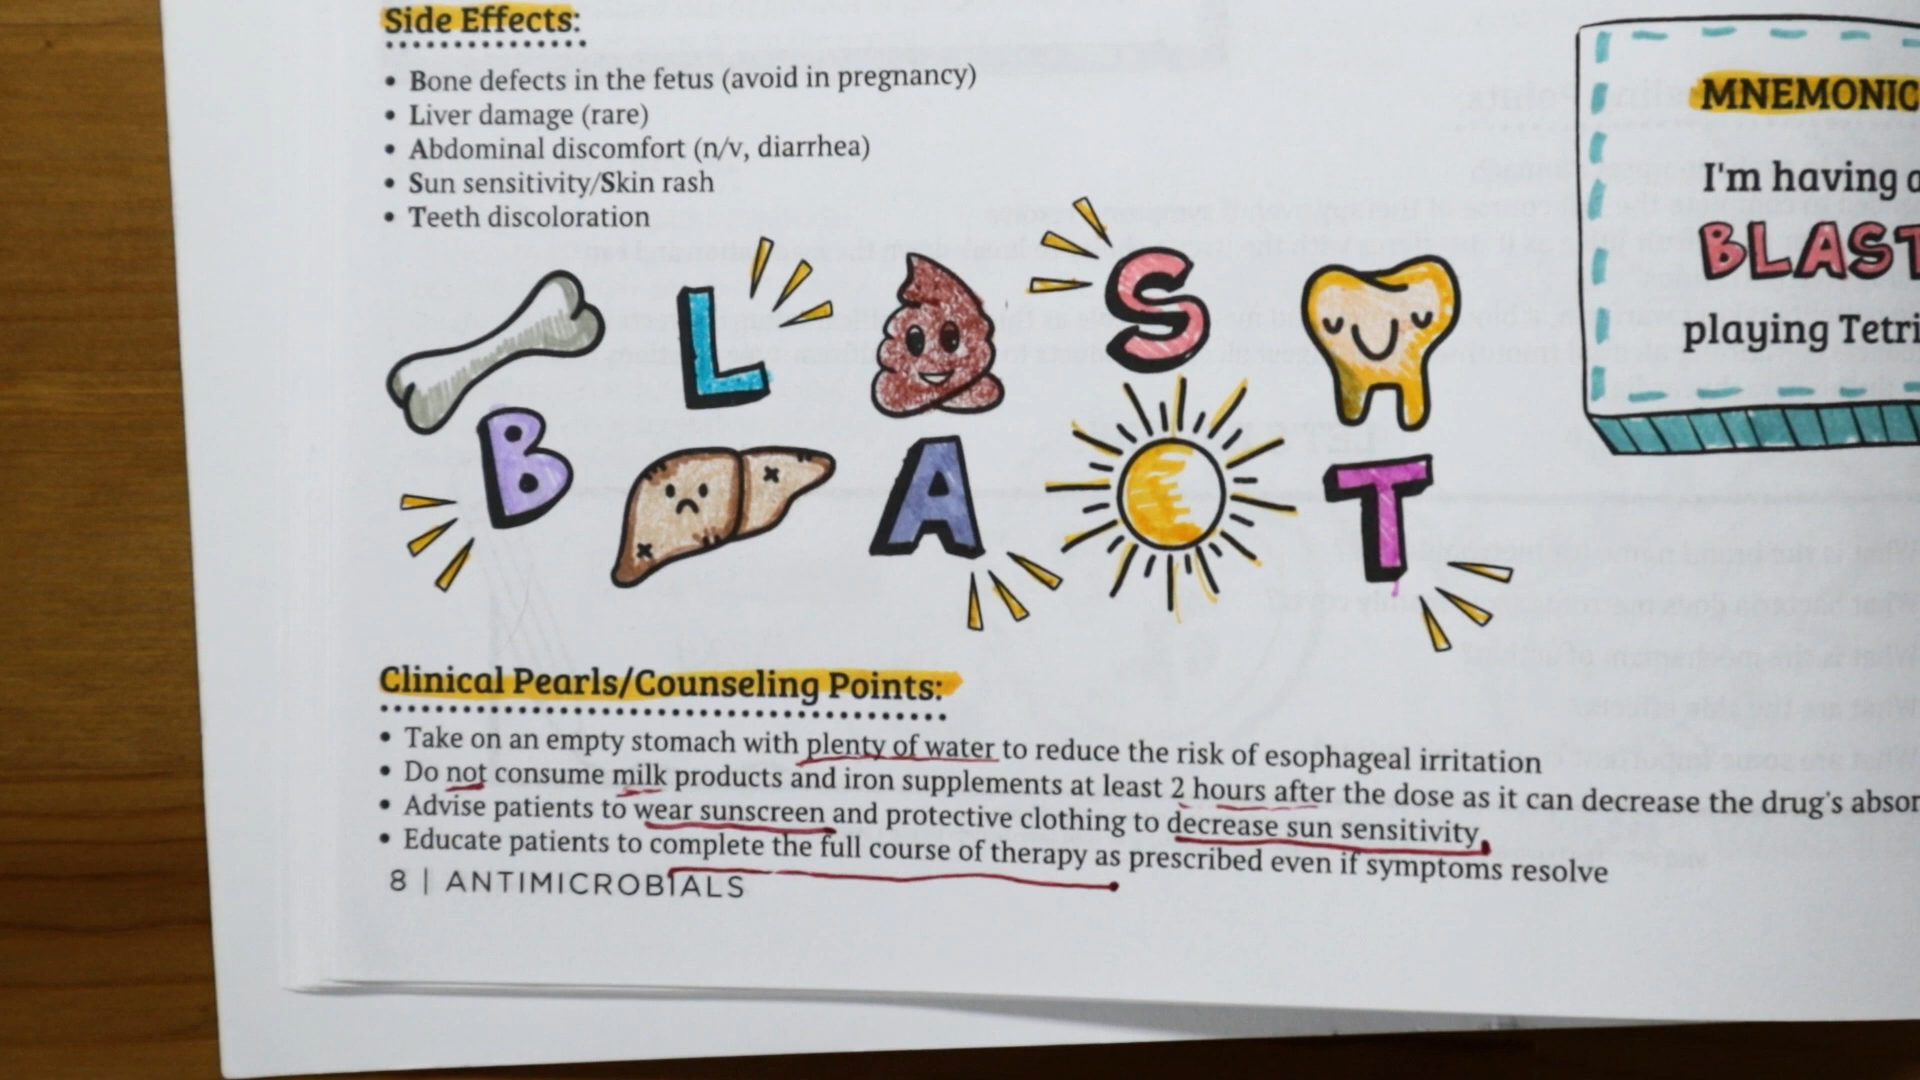 Side Effects:
• Bone defects in the fetus (avoid in pregnancy)
• Liver damage (rare)
• Abdominal discomfort (n/v, diarrhea)
• Sun sensitivity/Skin rash
• Teeth discoloration
MNEMONIC
I'm having a
BLAST
playing Tetri
L S
B A T
Clinical Pearls/Counseling Points:
• Take on an empty stomach with plenty of water to reduce the risk of esophageal irritation
• Do not consume milk products and iron supplements at least 2 hours after the dose as it can decrease the drug's absor
• Advise patients to wear sunscreen and protective clothing to decrease sun sensitivity
• Educate patients to complete the full course of therapy as prescribed even if symptoms resolve
8 | ANTIMICROBIALS